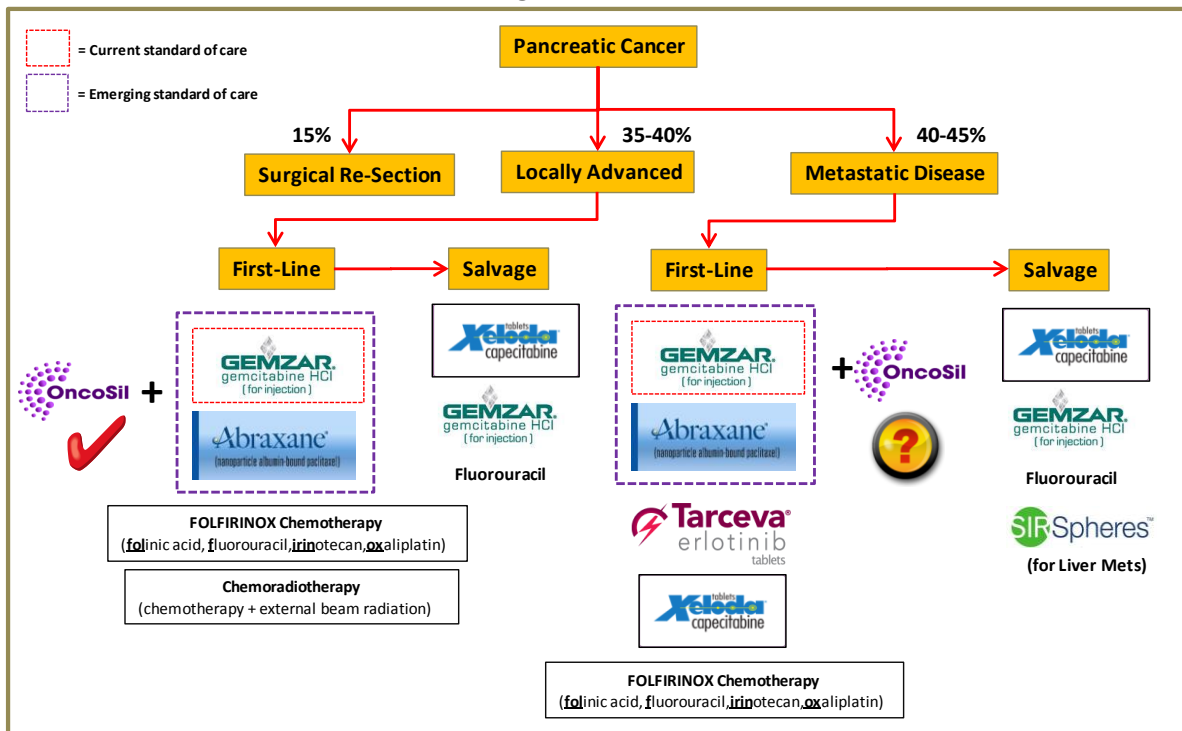 = Current standard of care
= Emerging standard of care
Pancreatic Cancer
15%
35-40%
40-45%
Surgical Re-Section
Locally Advanced
Metastatic Disease
First-Line
Salvage
First-Line
Salvage
OncoSil
+
GEMZAR®
gemcitabine HCl
(for injection)
Abraxane®
(nanoparticle albumin-bound paclitaxel)
tablets
Xeloda
capecitabine
GEMZAR®
gemcitabine HCl
(for injection)
Fluorouracil
FOLFIRINOX Chemotherapy
(folinic acid, fluorouracil,irinotecan,oxaliplatin)
Chemoradiotherapy
(chemotherapy + external beam radiation)
GEMZAR®
gemcitabine HCl
(for injection)
Abraxane®
(nanoparticle albumin-bound paclitaxel)
+
OncoSil
?
Tarceva®
erlotinib
tablets
tablets
Xeloda
capecitabine
FOLFIRINOX Chemotherapy
(folinic acid, fluorouracil,irinotecan,oxaliplatin)
tablets
Xeloda
capecitabine
GEMZAR®
gemcitabine HCl
(for injection)
Fluorouracil
SIRSpheres™
(for Liver Mets)